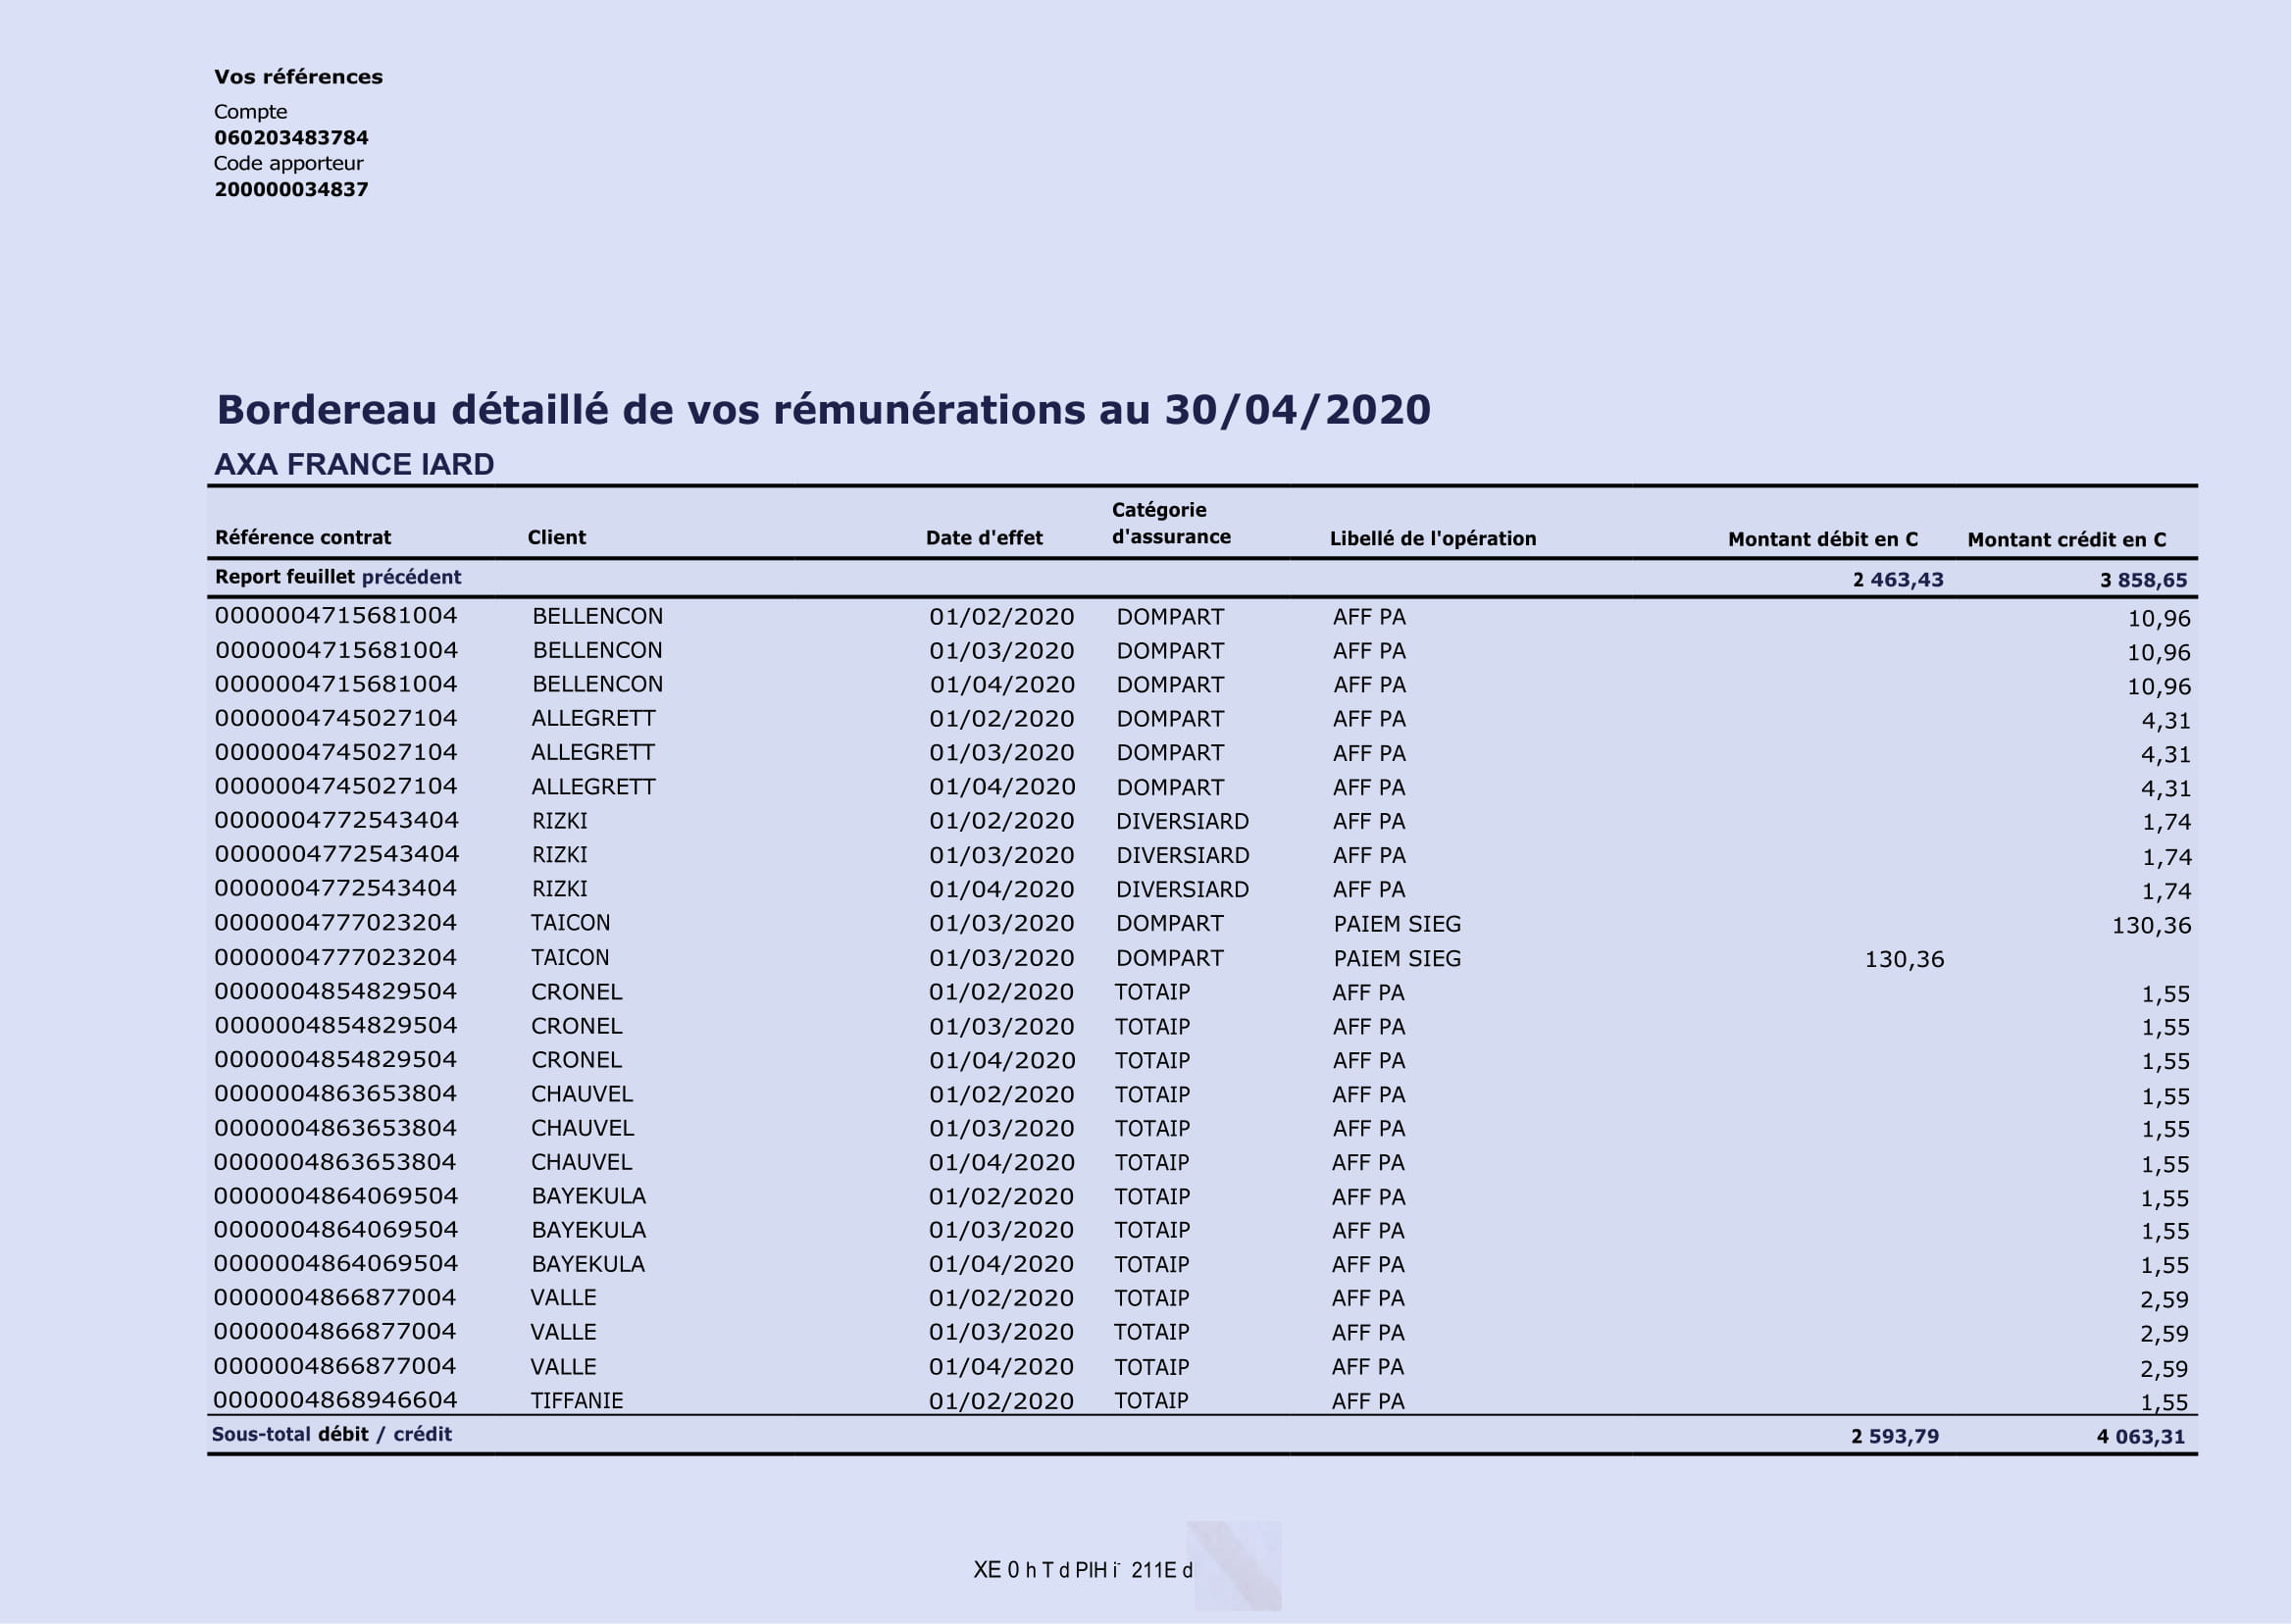 Vos références
Compte
060203483784
Code apporteur
200000034837
Bordereau détaillé de vos rémunérations au 30/04/2020
AXA FRANCE IARD
Référence contrat Client Date d'effet Catégorie d'assurance Libellé de l'opération Montant débit en C Montant crédit en C
Report feuillet précédent 2 463,43 3 858,65
0000004715681004 BELLENCON 01/02/2020 DOMPART AFF PA 10,96
0000004715681004 BELLENCON 01/03/2020 DOMPART AFF PA 10,96
0000004715681004 BELLENCON 01/04/2020 DOMPART AFF PA 10,96
0000004745027104 ALLEGRETT 01/02/2020 DOMPART AFF PA 4,31
0000004745027104 ALLEGRETT 01/03/2020 DOMPART AFF PA 4,31
0000004745027104 ALLEGRETT 01/04/2020 DOMPART AFF PA 4,31
0000004772543404 RIZKI 01/02/2020 DIVERSIARD AFF PA 1,74
0000004772543404 RIZKI 01/03/2020 DIVERSIARD AFF PA 1,74
0000004772543404 RIZKI 01/04/2020 DIVERSIARD AFF PA 1,74
0000004777023204 TAICON 01/03/2020 DOMPART PAIEM SIEG 130,36
0000004777023204 TAICON 01/03/2020 DOMPART PAIEM SIEG 130,36
0000004854829504 CRONEL 01/02/2020 TOTAIP AFF PA 1,55
0000004854829504 CRONEL 01/03/2020 TOTAIP AFF PA 1,55
0000004854829504 CRONEL 01/04/2020 TOTAIP AFF PA 1,55
0000004863653804 CHAUVEL 01/02/2020 TOTAIP AFF PA 1,55
0000004863653804 CHAUVEL 01/03/2020 TOTAIP AFF PA 1,55
0000004863653804 CHAUVEL 01/04/2020 TOTAIP AFF PA 1,55
0000004864069504 BAYEKULA 01/02/2020 TOTAIP AFF PA 1,55
0000004864069504 BAYEKULA 01/03/2020 TOTAIP AFF PA 1,55
0000004864069504 BAYEKULA 01/04/2020 TOTAIP AFF PA 1,55
0000004866877004 VALLE 01/02/2020 TOTAIP AFF PA 2,59
0000004866877004 VALLE 01/03/2020 TOTAIP AFF PA 2,59
0000004866877004 VALLE 01/04/2020 TOTAIP AFF PA 2,59
0000004868946604 TIFFANIE 01/02/2020 TOTAIP AFF PA 1,55
Sous-total débit / crédit 2 593,79 4 063,31
XE 0 h T d PIH i¨ 211E d